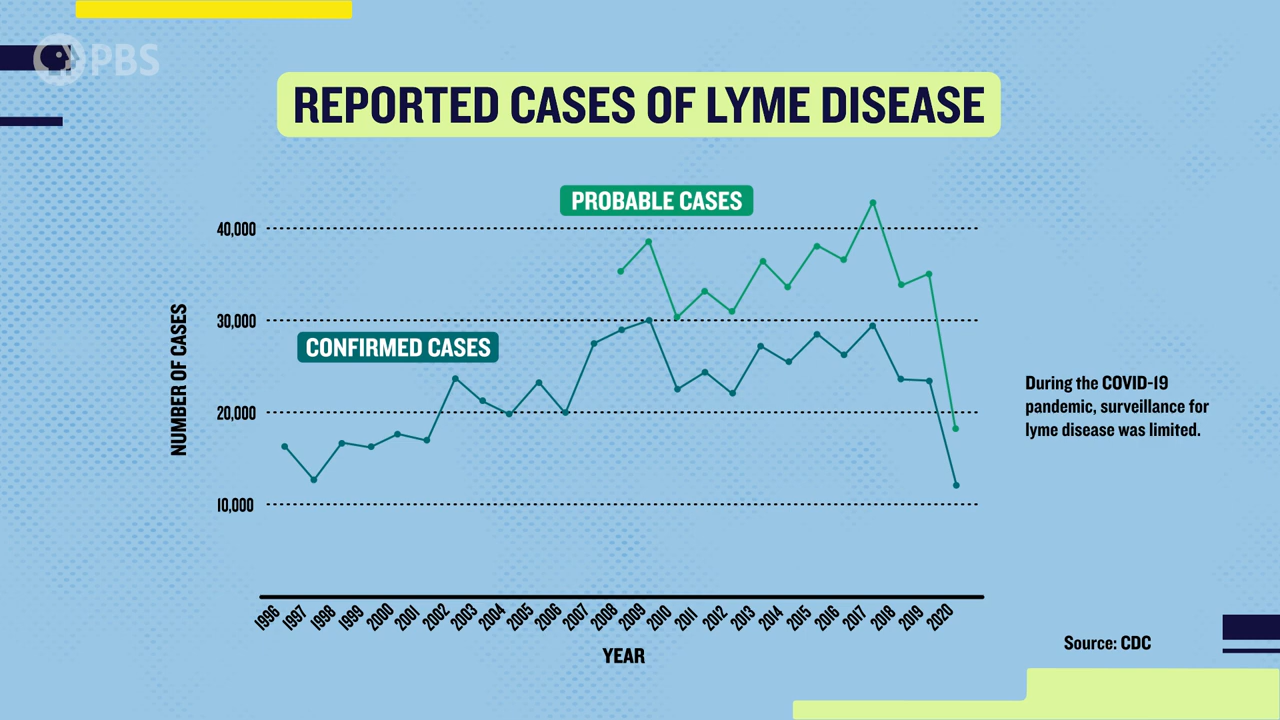 PBS
REPORTED CASES OF LYME DISEASE
PROBABLE CASES
40,000
30,000
CONFIRMED CASES
NUMBER OF CASES
20,000
10,000
During the COVID-19
pandemic, surveillance for
lyme disease was limited.
1996 1997 1998 1999 2000 2001 2002 2003 2004 2005 2006 2007 2008 2009 2010 2011 2012 2013 2014 2015 2016 2017 2018 2019 2020
YEAR
Source: CDC